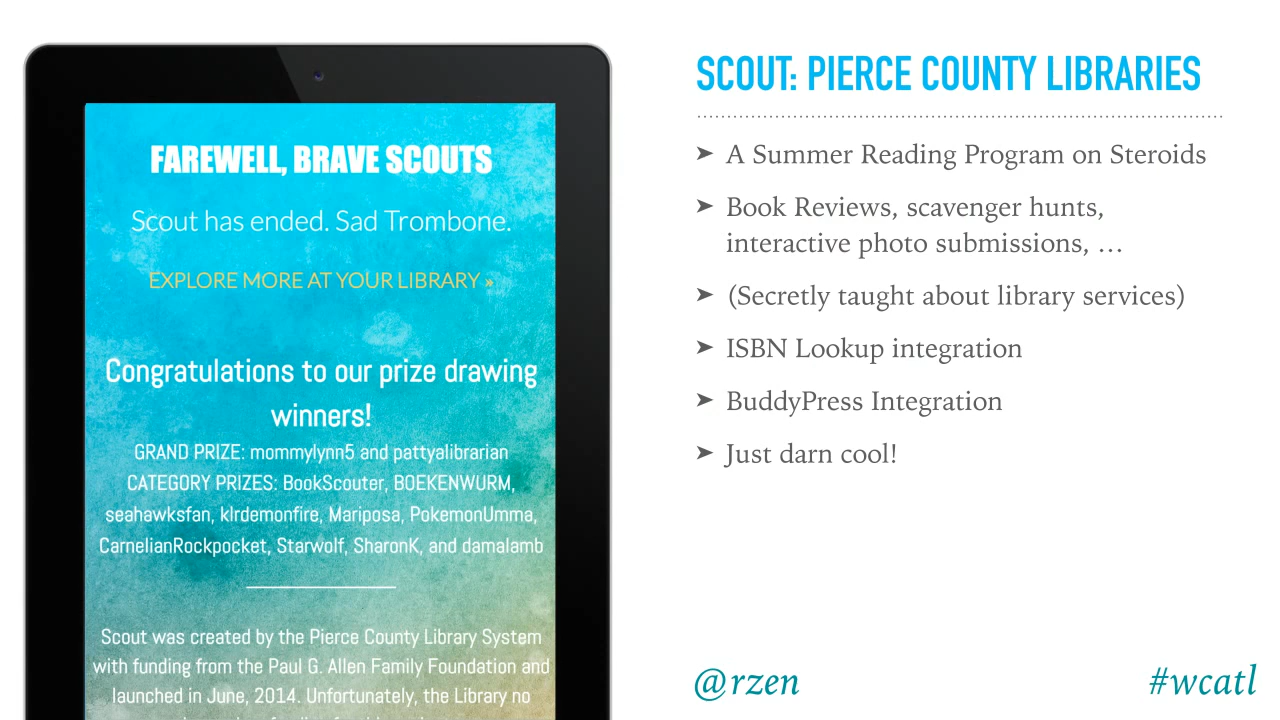 FAREWELL, BRAVE SCOUTS
Scout has ended. Sad Trombone.
EXPLORE MORE AT YOUR LIBRARY »
Congratulations to our prize drawing
winners!
GRAND PRIZE: mommylynn5 and pattyalibrarian
CATEGORY PRIZES: BookScouter, BOEKENWURM,
seahawksfan, klrdemonfire, Mariposa, PokemonUmma,
CarnelianRockpocket, Starwolf, SharonK, and damalamb
Scout was created by the Pierce County Library System
with funding from the Paul G. Allen Family Foundation and
launched in June, 2014. Unfortunately, the Library no
SCOUT: PIERCE COUNTY LIBRARIES
➤ A Summer Reading Program on Steroids
➤ Book Reviews, scavenger hunts,
interactive photo submissions, …
➤ (Secretly taught about library services)
➤ ISBN Lookup integration
➤ BuddyPress Integration
➤ Just darn cool!
@rzen
#wcatl